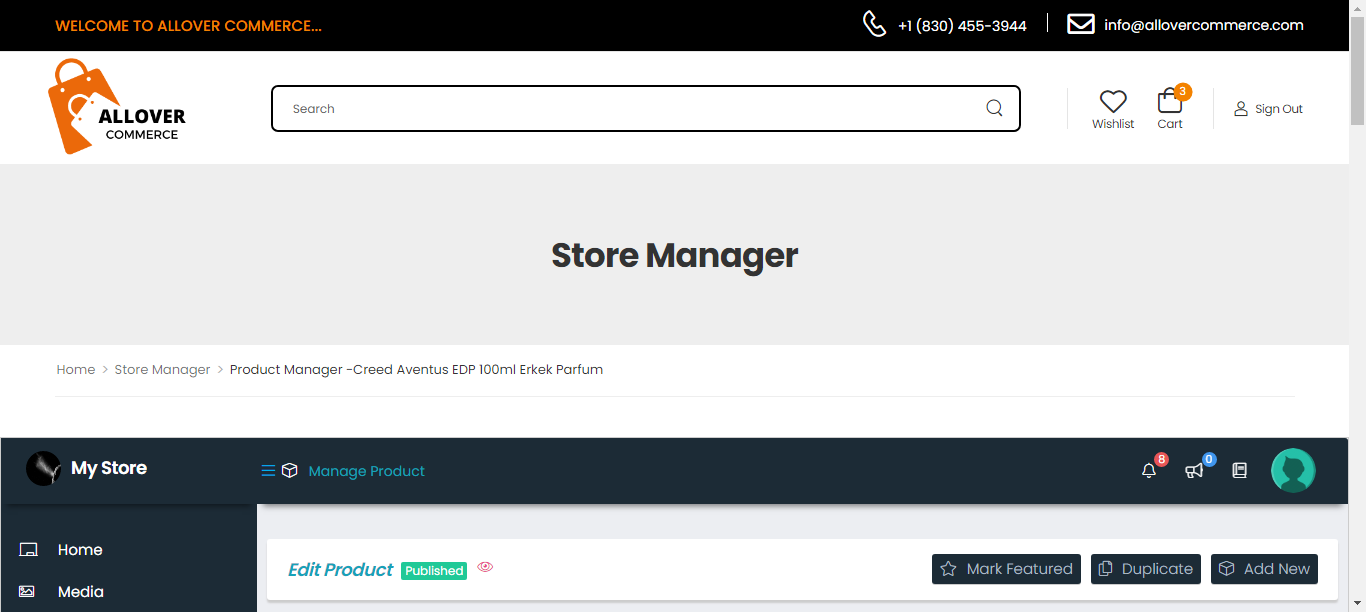 WELCOME TO ALLOVER COMMERCE...
+1 (830) 455-3944
info@allovercommerce.com
ALLOVER
COMMERCE
Search
Wishlist
3
Cart
Sign Out
Store Manager
Home > Store Manager > Product Manager -Creed Aventus EDP 100ml Erkek Parfum
My Store
Manage Product
8
0
Home
Media
Edit Product Published
Mark Featured
Duplicate
Add New